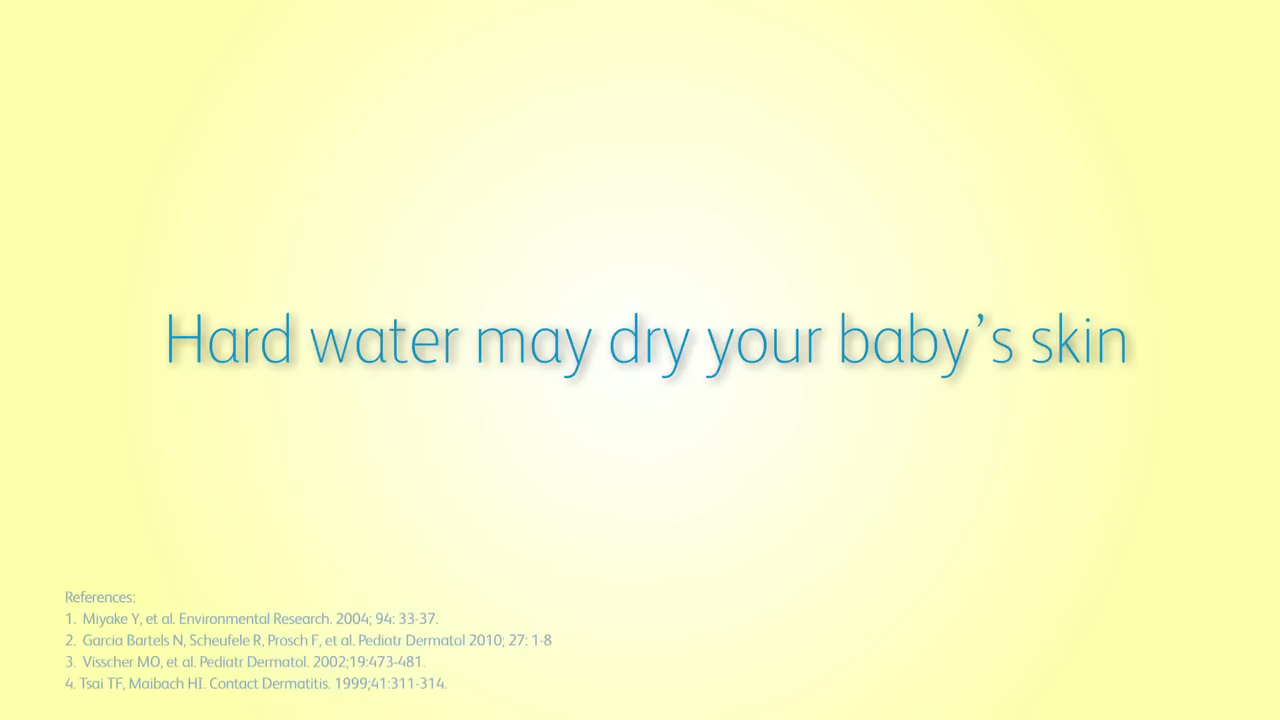 Hard water may dry your baby’s skin
References:
1. Miyake Y, et al. Environmental Research. 2004; 94: 33-37.
2. Garcia Bartels N, Scheufele R, Prosch F, et al. Pediatr Dermatol 2010; 27: 1-8
3. Visscher MO, et al. Pediatr Dermatol. 2002;19:473-481.
4. Tsai TF, Maibach HI. Contact Dermatitis. 1999;41:311-314.